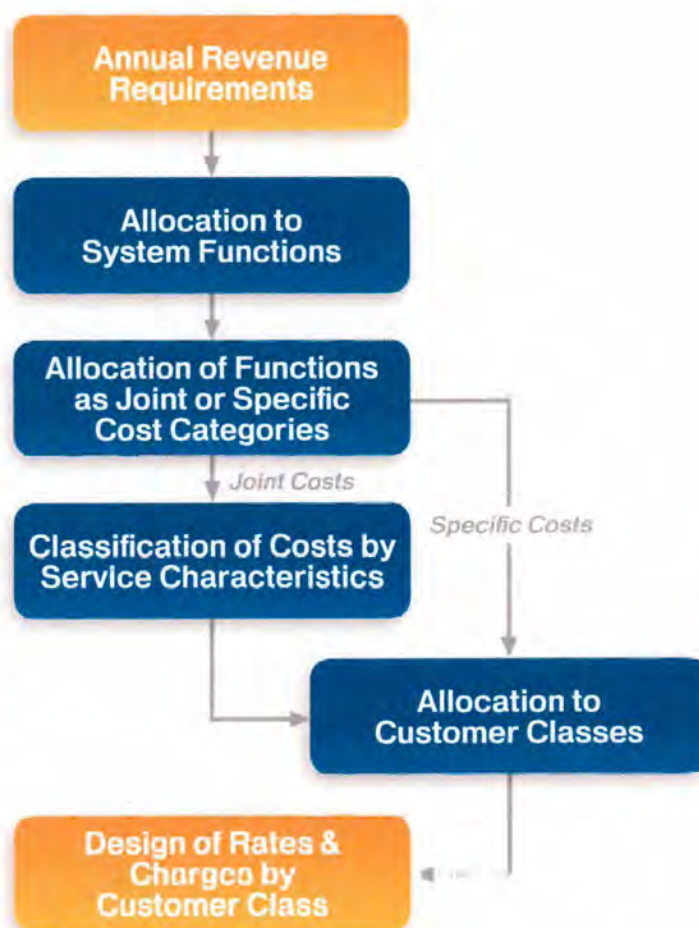 Annual Revenue
Requirements
Allocation to
System Functions
Allocation of Functions
as Joint or Specific
Cost Categories
Joint Costs
Specific Costs
Classification of Costs by
Service Characteristics
Allocation to
Customer Classes
Design of Rates &
Chargco by
Customer Class